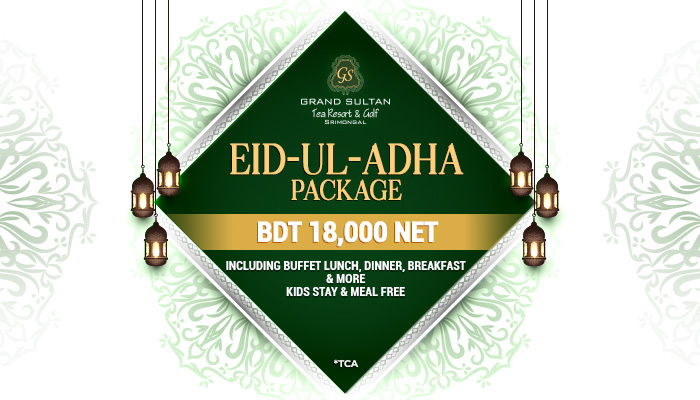 GS
GRAND SULTAN
Tea Resort & Golf
SRIMONGAL
EID-UL-ADHA
PACKAGE
BDT 18,000 NET
INCLUDING BUFFET LUNCH, DINNER, BREAKFAST
& MORE
KIDS STAY & MEAL FREE
*TCA